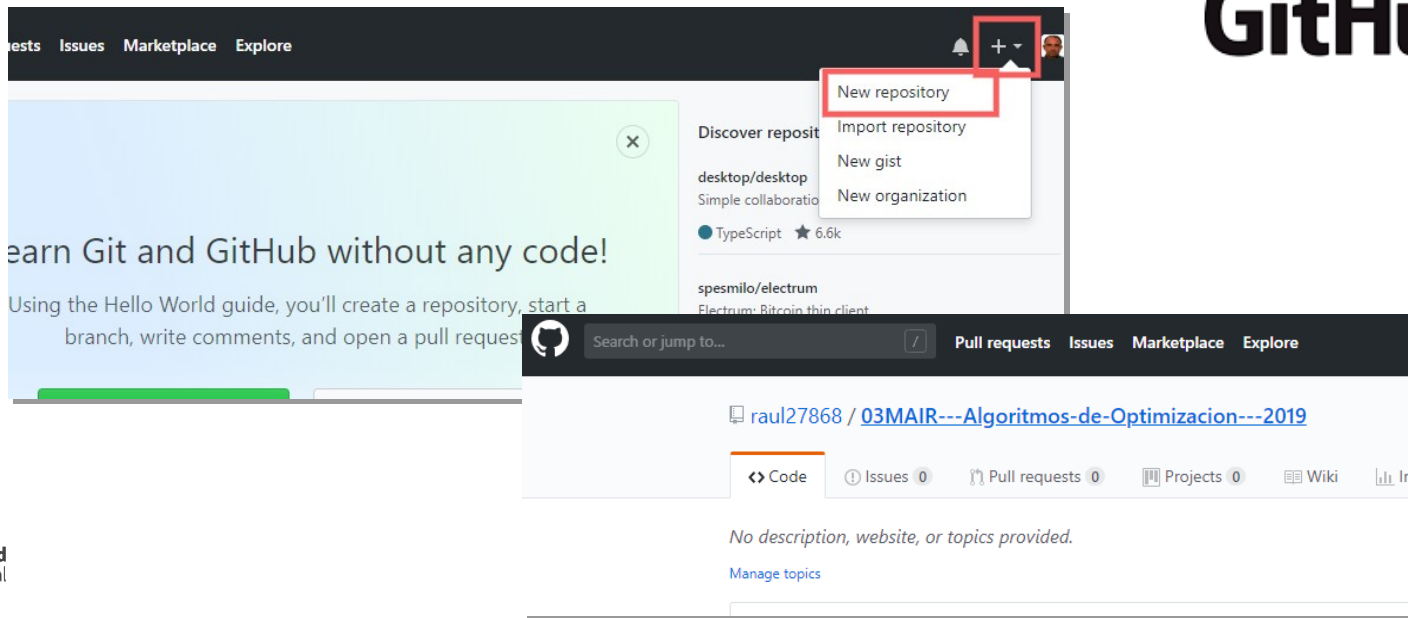 GitHu
ests Issues Marketplace Explore
New repository
Import repository
New gist
New organization
Discover reposit
desktop/desktop
Simple collaboratio
TypeScript 6.6k
spesmilo/electrum
Electrum: Bitcoin thin client
earn Git and GitHub without any code!
Using the Hello World guide, you’ll create a repository, start a
branch, write comments, and open a pull request
Search or jump to... /
Pull requests Issues Marketplace Explore
raul27868 / 03MAIR---Algoritmos-de-Optimizacion---2019
Code Issues 0 Pull requests 0 Projects 0 Wiki In
No description, website, or topics provided.
Manage topics
d
al